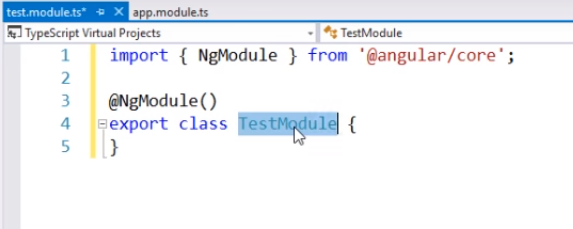 test.module.ts* app.module.ts
TypeScript Virtual Projects TestModule
1 import { NgModule } from '@angular/core';
2
3 @NgModule()
4 export class TestModule {
5 }